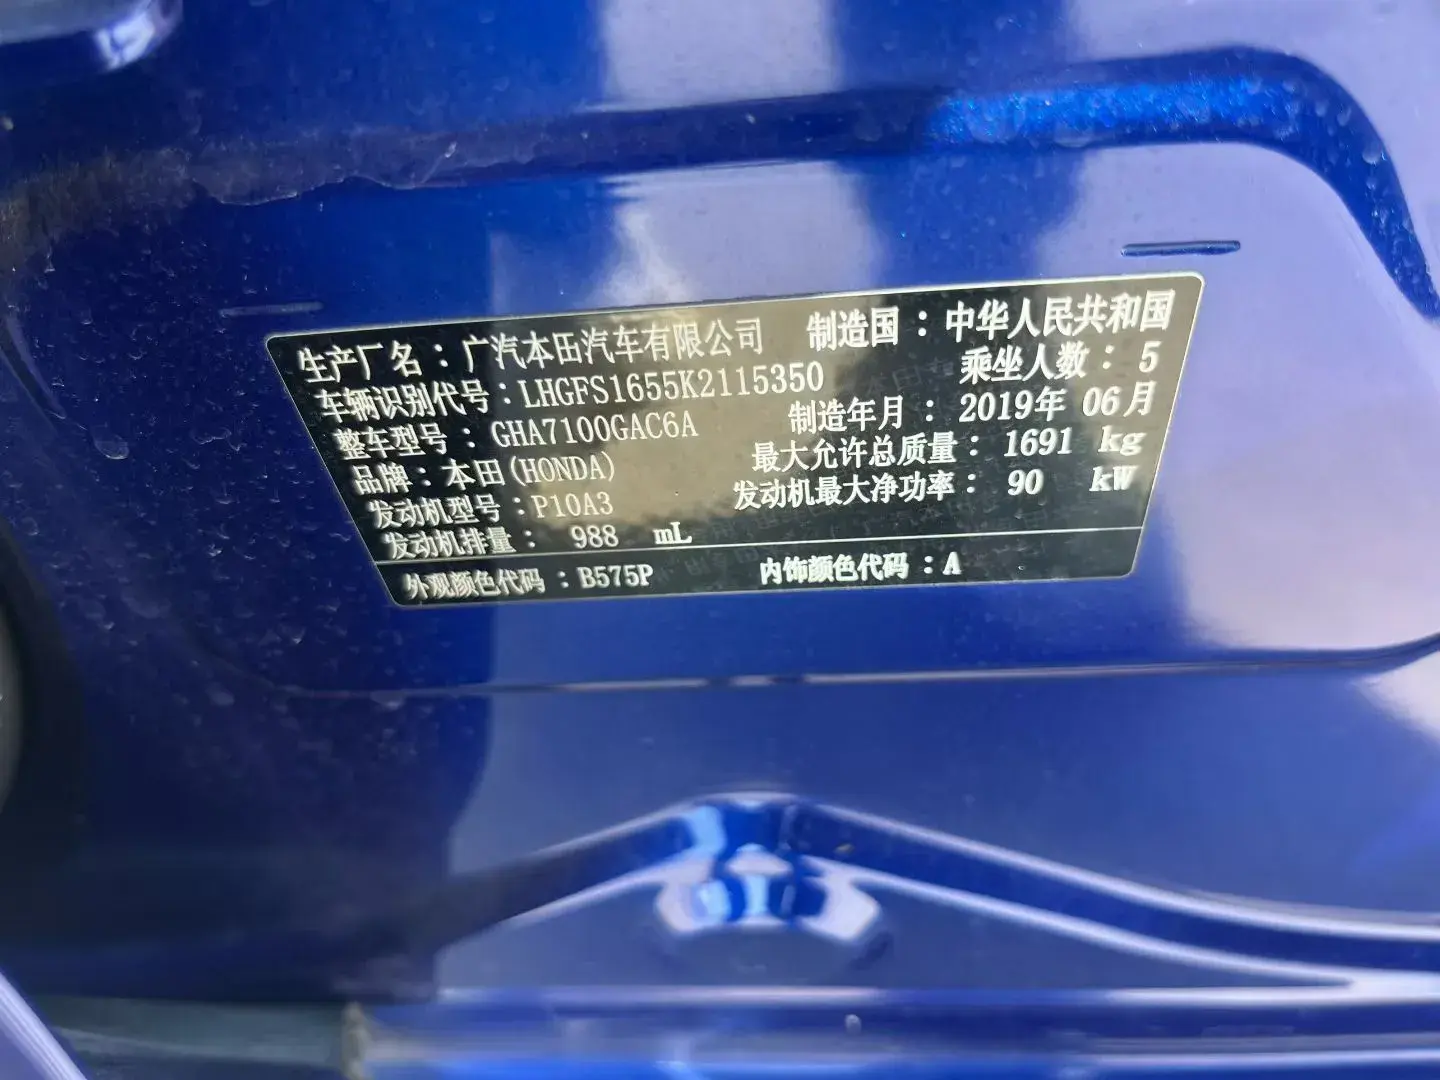 生产厂名：广汽本田汽车有限公司 制造国：中华人民共和国
车辆识别代号：LHGFS1655K2115350 乘坐人数：5
整车型号：GHA7100GAC6A 制造年月：2019年06月
品牌：本田(HONDA) 最大允许总质量：1691 kg
发动机型号：P10A3 发动机最大净功率：90 kW
发动机排量：988 mL
外观颜色代码：B575P 内饰颜色代码：A